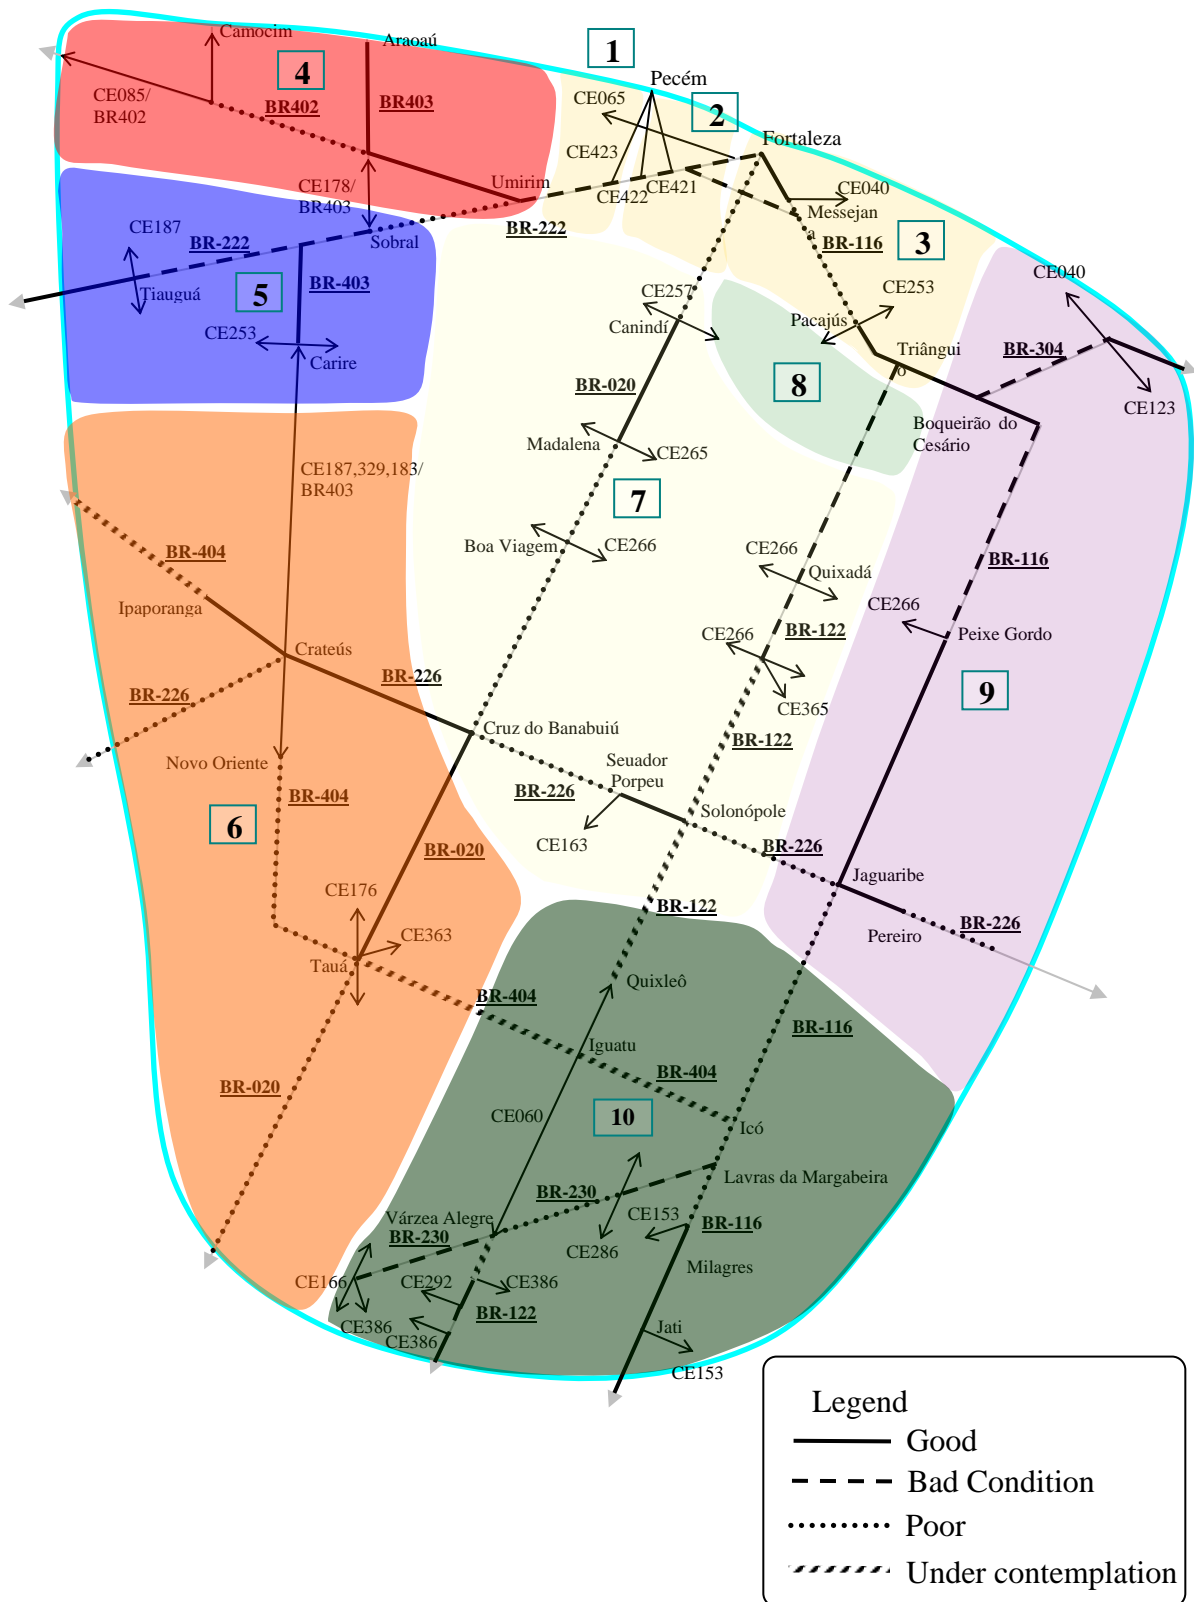 Camocim
Araoaú
1
4
Pecém
CE085/
BR402
BR402
BR403
CE065
2
Fortaleza
CE423
CE178/
BR403
Umirim
CE422
CE421
CE040
Messejan
a
CE187
BR-222
Sobral
BR-222
BR-116
3
Tiauguá
5
BR-403
CE257
CE253
CE040
CE253
Carire
Canindí
Pacajús
Triângui
o
BR-304
8
BR-020
CE123
Boqueirão do
Cesário
Madalena
CE265
CE187,329,183/
BR403
7
BR-404
Boa Viagem
CE266
CE266
Quixadá
BR-116
Ipaporanga
CE266
CE266
BR-122
Peixe Gordo
Crateús
BR-226
BR-226
CE365
9
Cruz do Banabuiú
BR-122
Novo Oriente
Seuador
Porpeu
BR-404
BR-226
6
Solonópole
CE163
BR-020
BR-226
Jaguaribe
CE176
BR-122
BR-226
CE363
Pereiro
Tauá
Quixleô
BR-404
BR-116
Iguatu
BR-404
BR-020
CE060
10
Icó
BR-230
Lavras da Margabeira
Várzea Alegre
BR-230
CE153
BR-116
CE286
CE166
CE292
CE386
Milagres
BR-122
CE386
CE386
Jati
CE153
Legend
Good
Bad Condition
Poor
Under contemplation